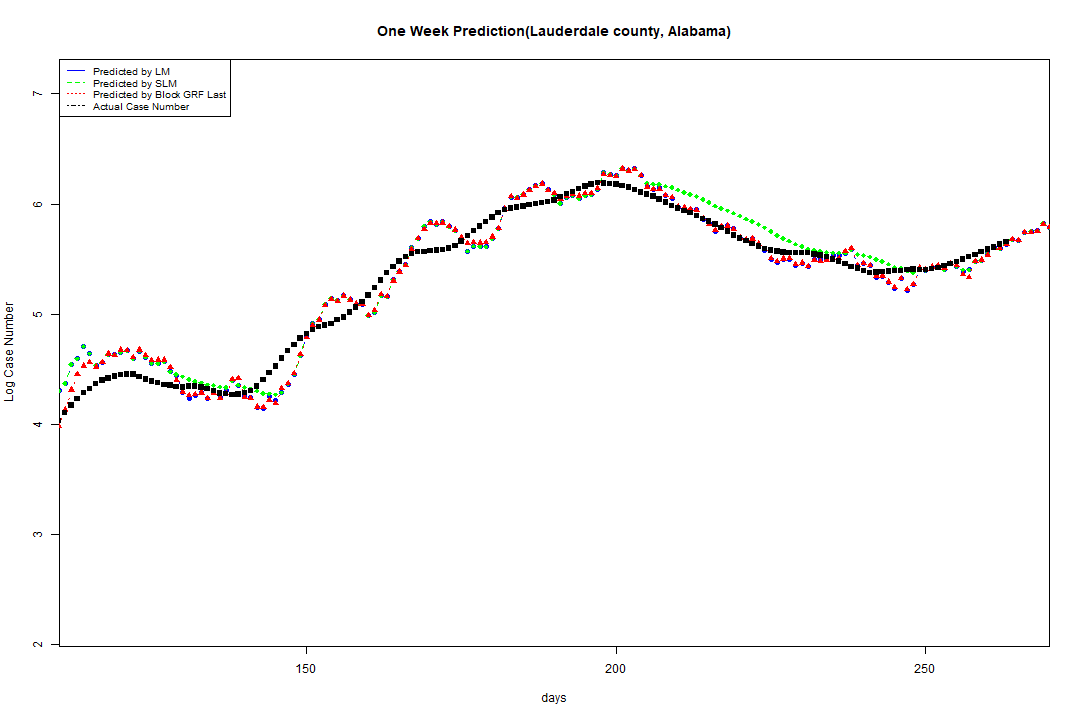 One Week Prediction(Lauderdale county, Alabama)
Predicted by LM
Predicted by SLM
Predicted by Block GRF Last
Actual Case Number
7
6
5
4
3
2
Log Case Number
150 200 250
days